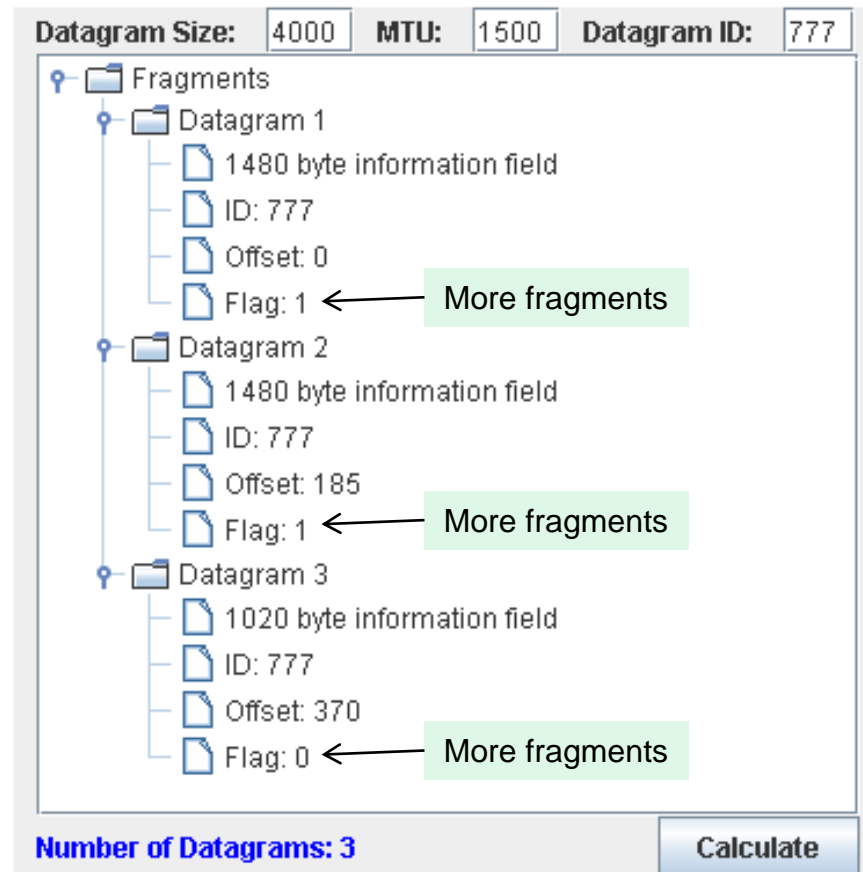 Datagram Size: 4000 MTU: 1500 Datagram ID: 777
Fragments
Datagram 1
1480 byte information field
ID: 777
Offset: 0
Flag: 1 More fragments
Datagram 2
1480 byte information field
ID: 777
Offset: 185
Flag: 1 More fragments
Datagram 3
1020 byte information field
ID: 777
Offset: 370
Flag: 0 More fragments
Number of Datagrams: 3 Calculate